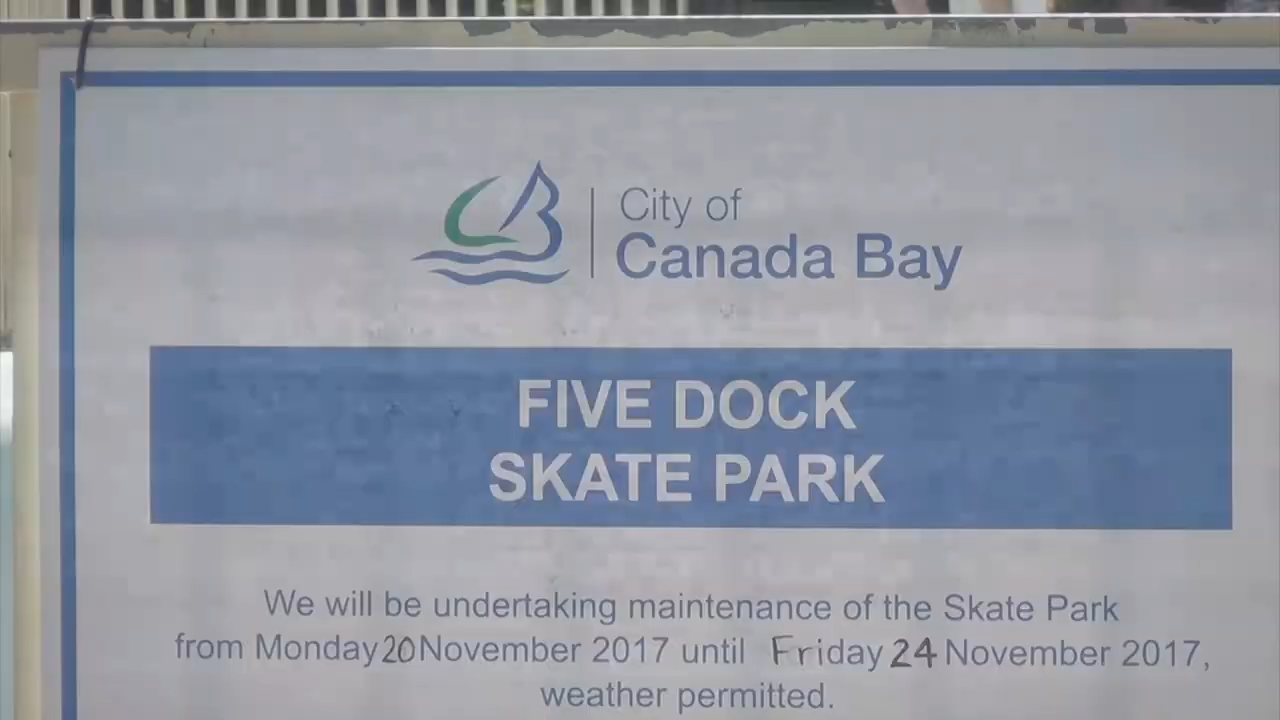 City of
Canada Bay
FIVE DOCK
SKATE PARK
We will be undertaking maintenance of the Skate Park
from Monday 20 November 2017 until Friday 24 November 2017,
weather permitted.